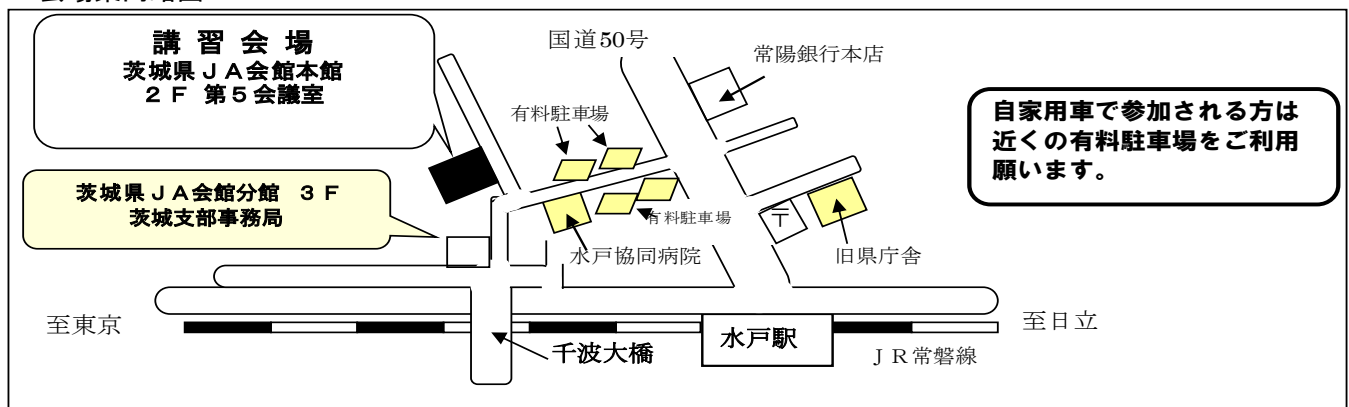 講 習 会 場
茨城県ＪＡ会館本館
２Ｆ 第５会議室
国道50号
常陽銀行本店
有料駐車場
自家用車で参加される方は
近くの有料駐車場をご利用
願います。
茨城県ＪＡ会館分館 ３Ｆ
茨城支部事務局
有料駐車場
〒
水戸協同病院
旧県庁舎
至東京
至日立
水戸駅
千波大橋
ＪＲ常磐線